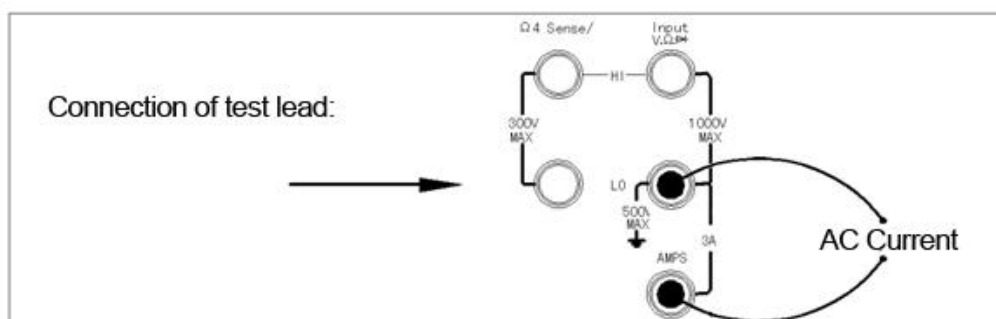 Ω4 Sense/
Input
V.Ω
HI
Connection of test lead:
300V
MAX
1000V
MAX
LO
500V
MAX
3A
AC Current
AMPS